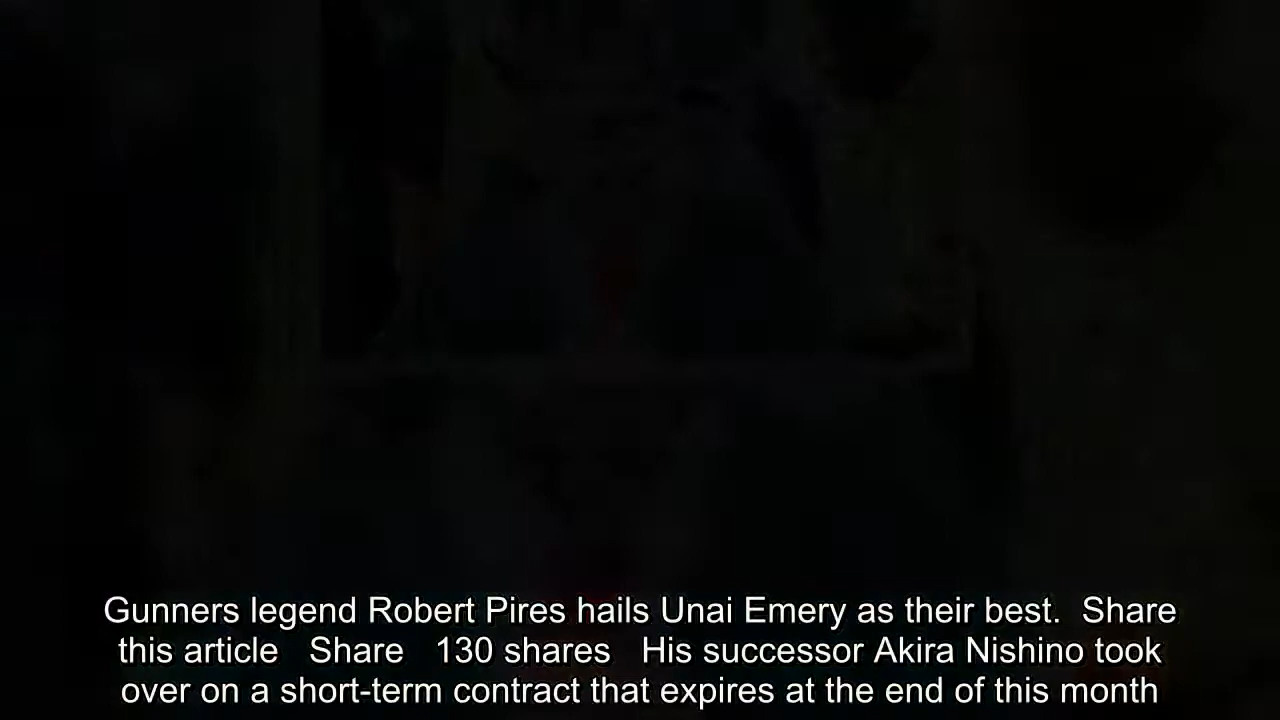 Gunners legend Robert Pires hails Unai Emery as their best.  Share
this article   Share   130 shares   His successor Akira Nishino took
over on a short-term contract that expires at the end of this month